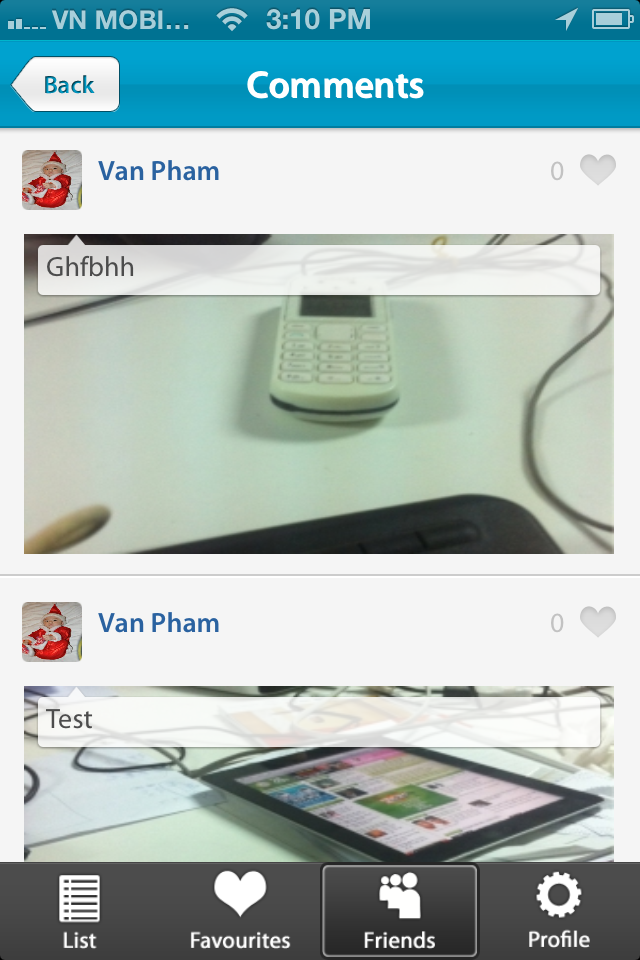 VN MOBI... 3:10 PM
Back
Comments
Van Pham
0
Ghfbhh
Van Pham
0
Test
List
Favourites
Friends
Profile